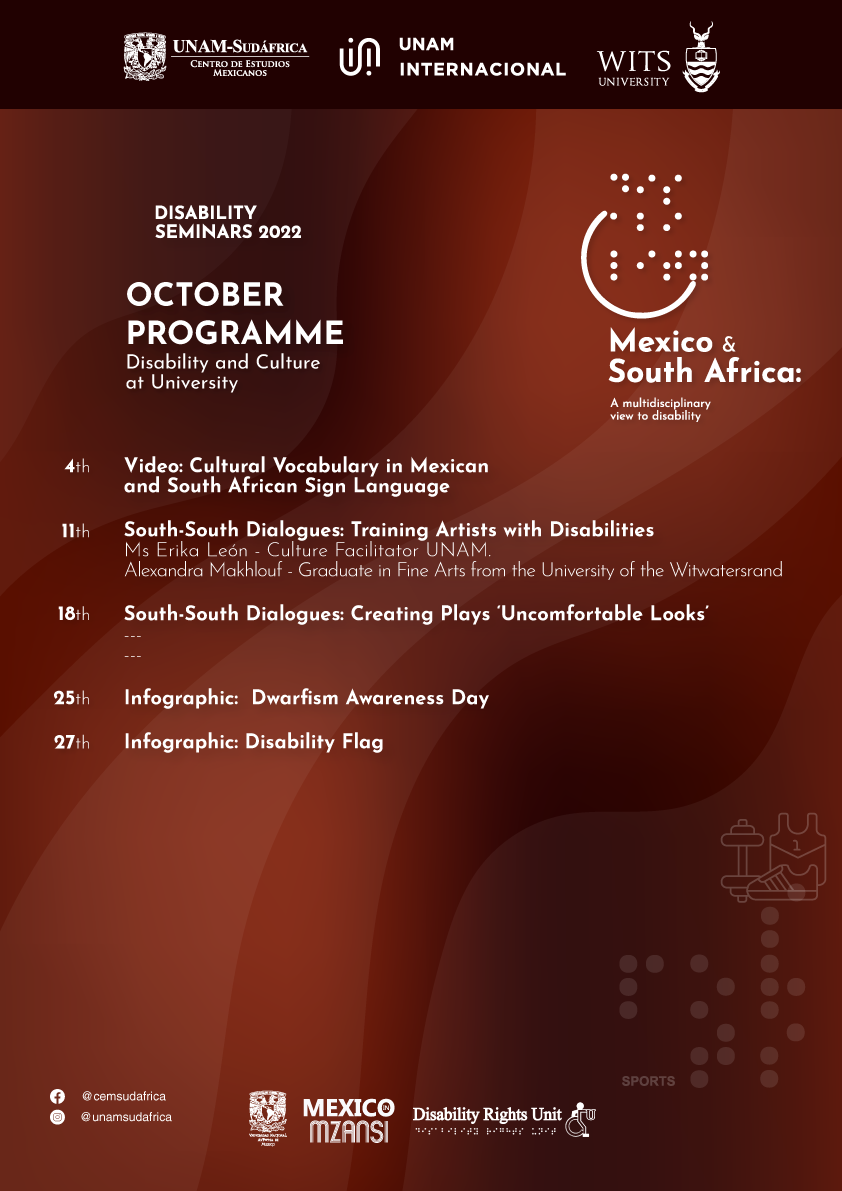 UNAM-SUDÁFRICA
CENTRO DE ESTUDIOS
MEXICANOS
UNAM
INTERNACIONAL
WITS
UNIVERSITY
DISABILITY
SEMINARS 2022
OCTOBER
PROGRAMME
Disability and Culture
at University
Mexico &
South Africa:
A multidisciplinary
view to disability
4th Video: Cultural Vocabulary in Mexican
and South African Sign Language
11th South-South Dialogues: Training Artists with Disabilities
Ms Erika León - Culture Facilitator UNAM.
Alexandra Makhlouf - Graduate in Fine Arts from the University of the Witwatersrand
18th South-South Dialogues: Creating Plays ‘Uncomfortable Looks’
---
---
25th Infographic:  Dwarfism Awareness Day
27th Infographic: Disability Flag
1
SPORTS
@cemsudafrica
@unamsudafrica
MEXICO IN
MZANSI
Disability Rights Unit